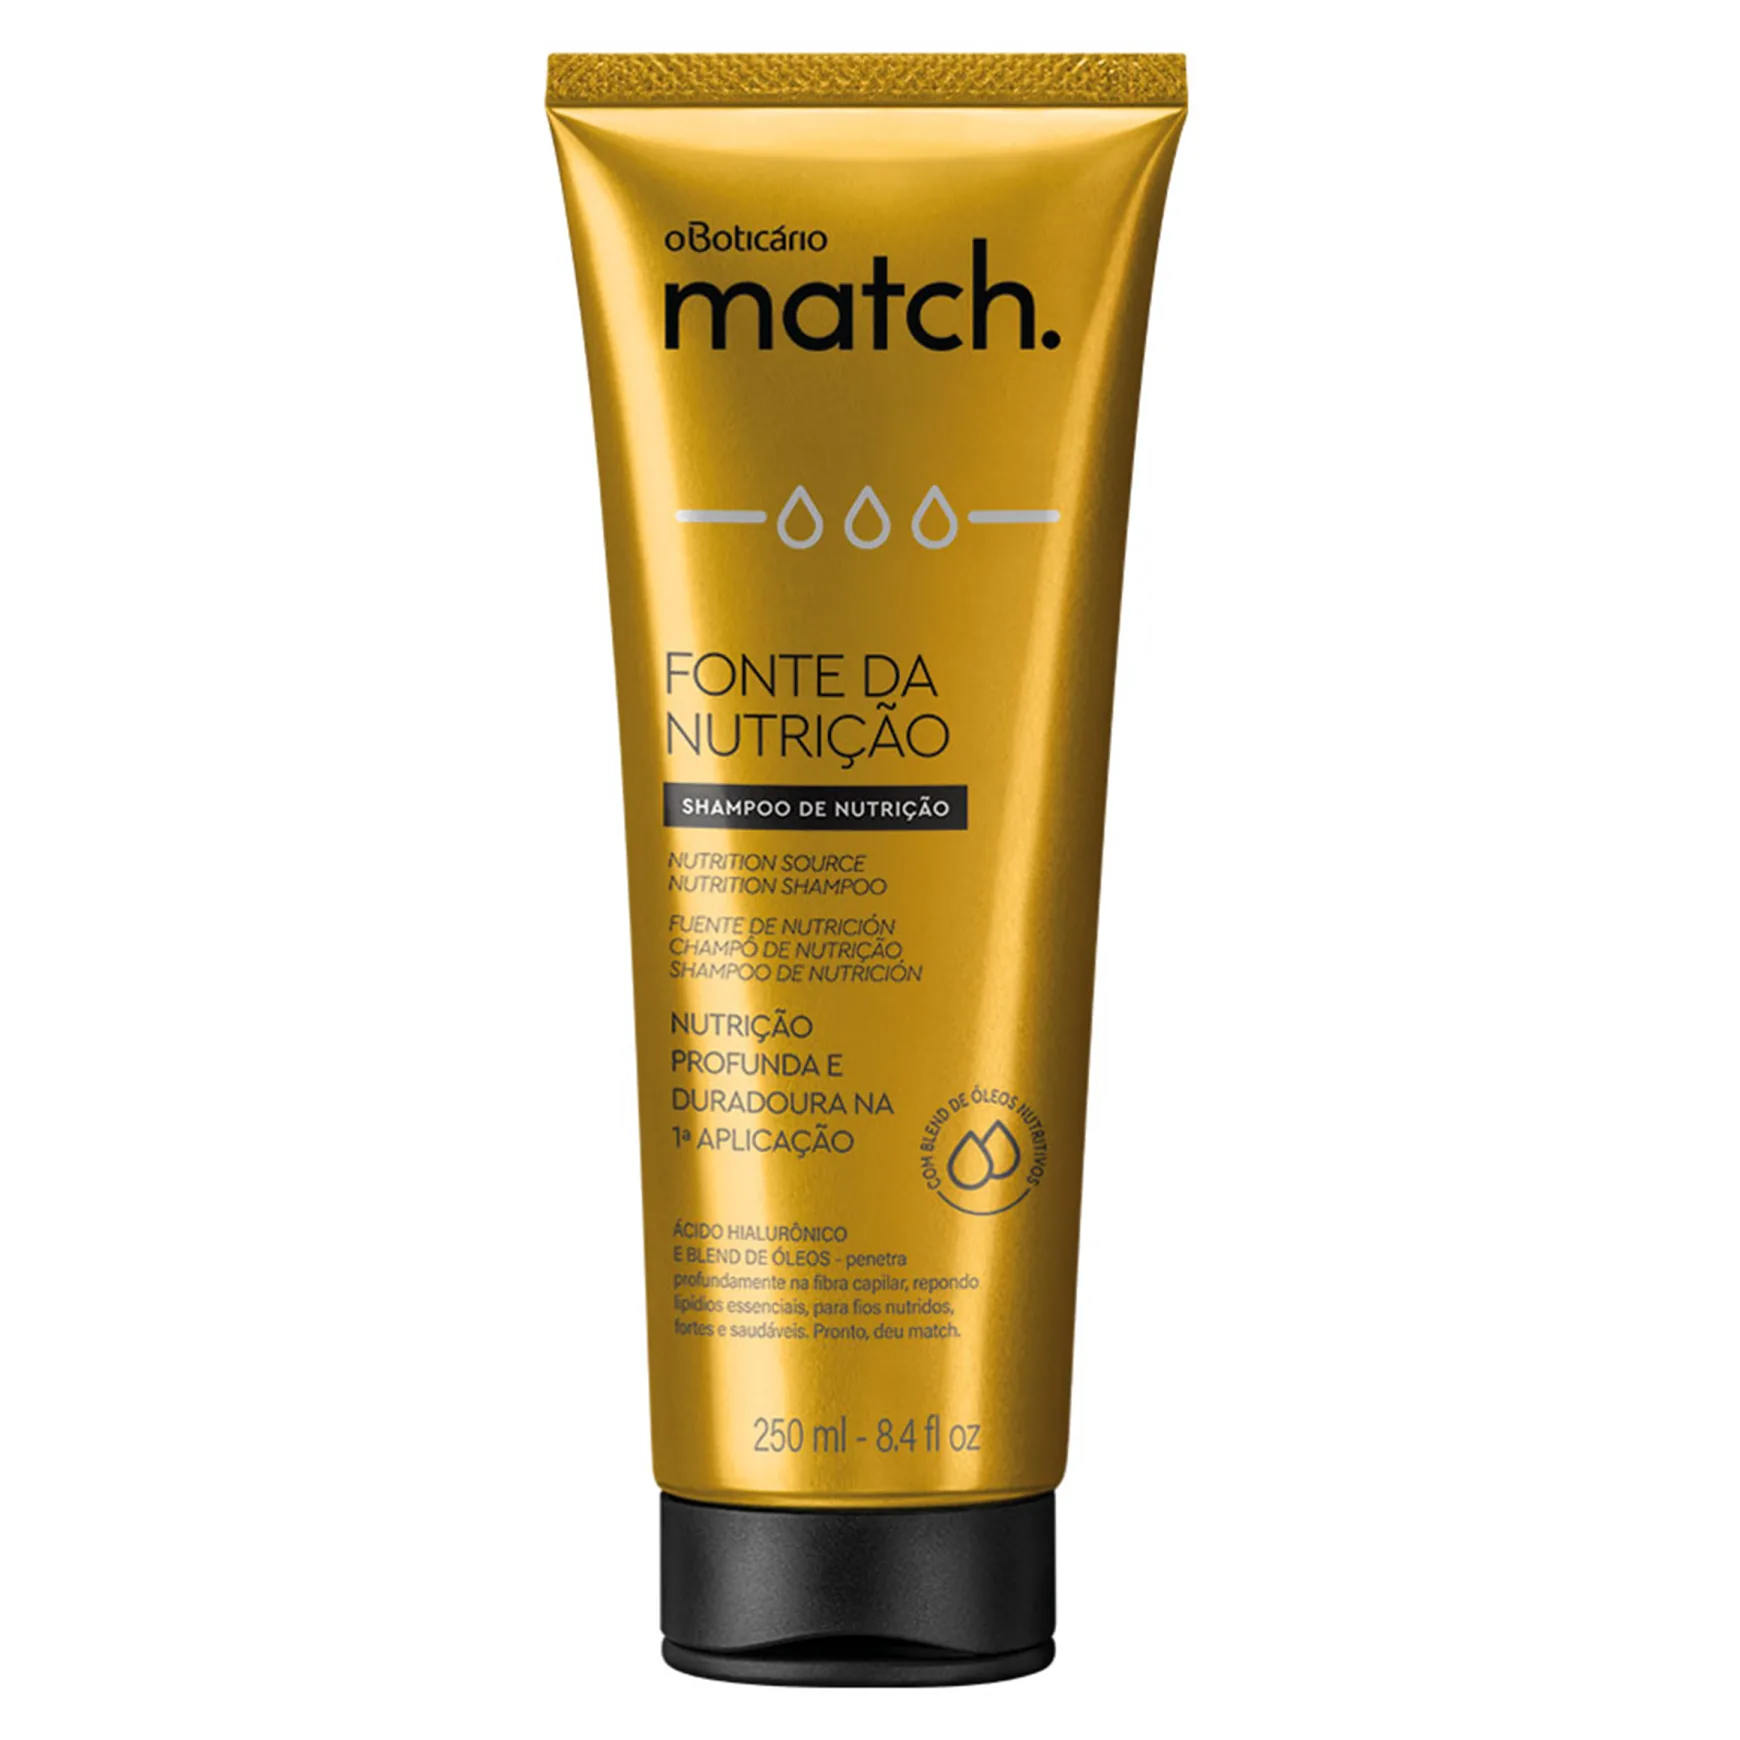 oBoticário
match.
FONTE DA
NUTRIÇÃO
SHAMPOO DE NUTRIÇÃO
NUTRITION SOURCE
NUTRITION SHAMPOO
FUENTE DE NUTRICIÓN
CHAMPÔ DE NUTRIÇÃO
SHAMPOO DE NUTRICIÓN
NUTRIÇÃO
PROFUNDA E
DURADOURA NA
1ª APLICAÇÃO
COM BLEND DE ÓLEOS NUTRITIVOS
ÁCIDO HIALURÔNICO
E BLEND DE ÓLEOS - penetra
profundamente na fibra capilar, repondo
lipídios essenciais, para fios nutridos,
fortes e saudáveis. Pronto, deu match.
250 ml - 8.4 fl oz